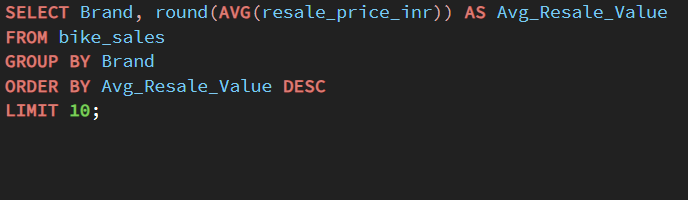 SELECT Brand, round(AVG(resale_price_inr)) AS Avg_Resale_Value
FROM bike_sales
GROUP BY Brand
ORDER BY Avg_Resale_Value DESC
LIMIT 10;